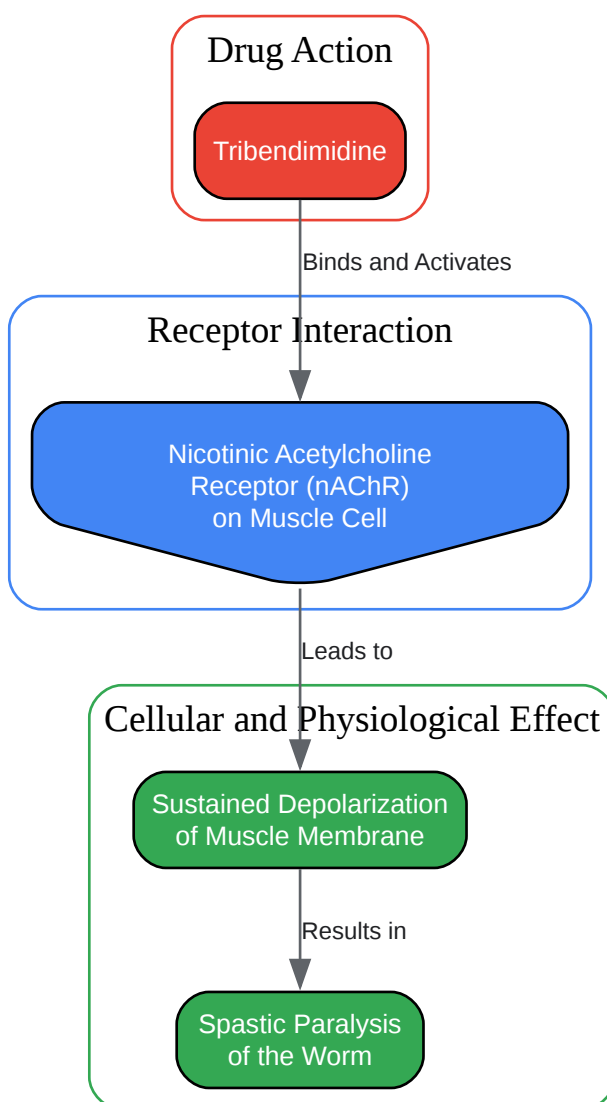 Drug Action
Tribendimidine
Binds and Activates
Receptor Interaction
Nicotinic Acetylcholine
Receptor (nAChR)
on Muscle Cell
Leads to
Cellular and Physiological Effect
Sustained Depolarization
of Muscle Membrane
Results in
Spastic Paralysis
of the Worm